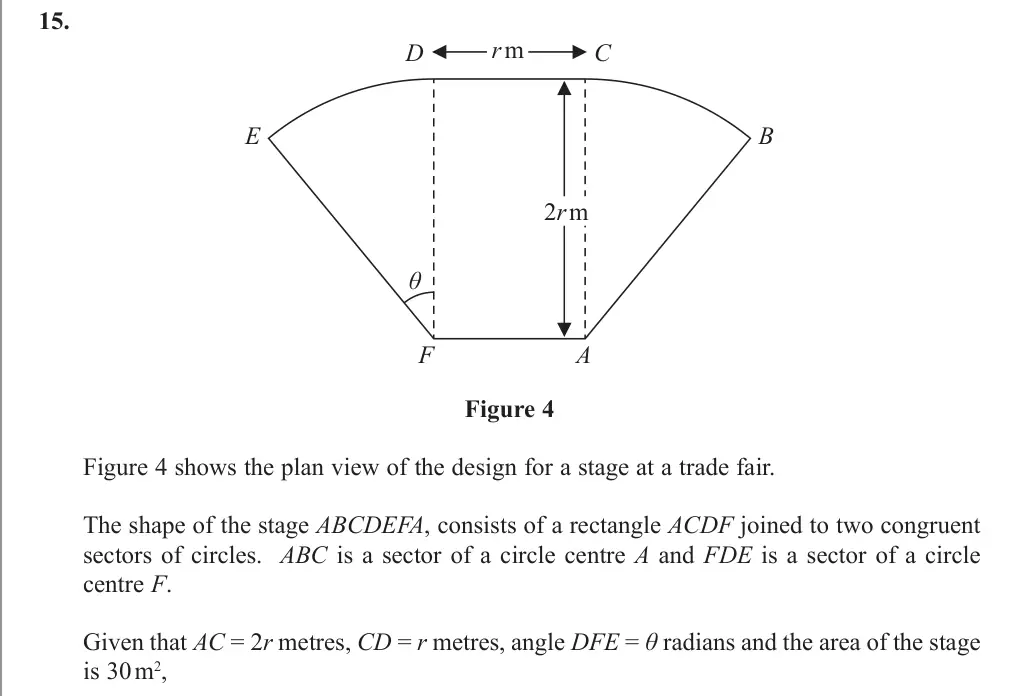 15.
D r m C
E B
2r m
θ
F A
Figure 4
Figure 4 shows the plan view of the design for a stage at a trade fair.
The shape of the stage ABCDEFA, consists of a rectangle ACDF joined to two congruent
sectors of circles. ABC is a sector of a circle centre A and FDE is a sector of a circle
centre F.
Given that AC = 2r metres, CD = r metres, angle DFE = θ radians and the area of the stage
is 30 m²,